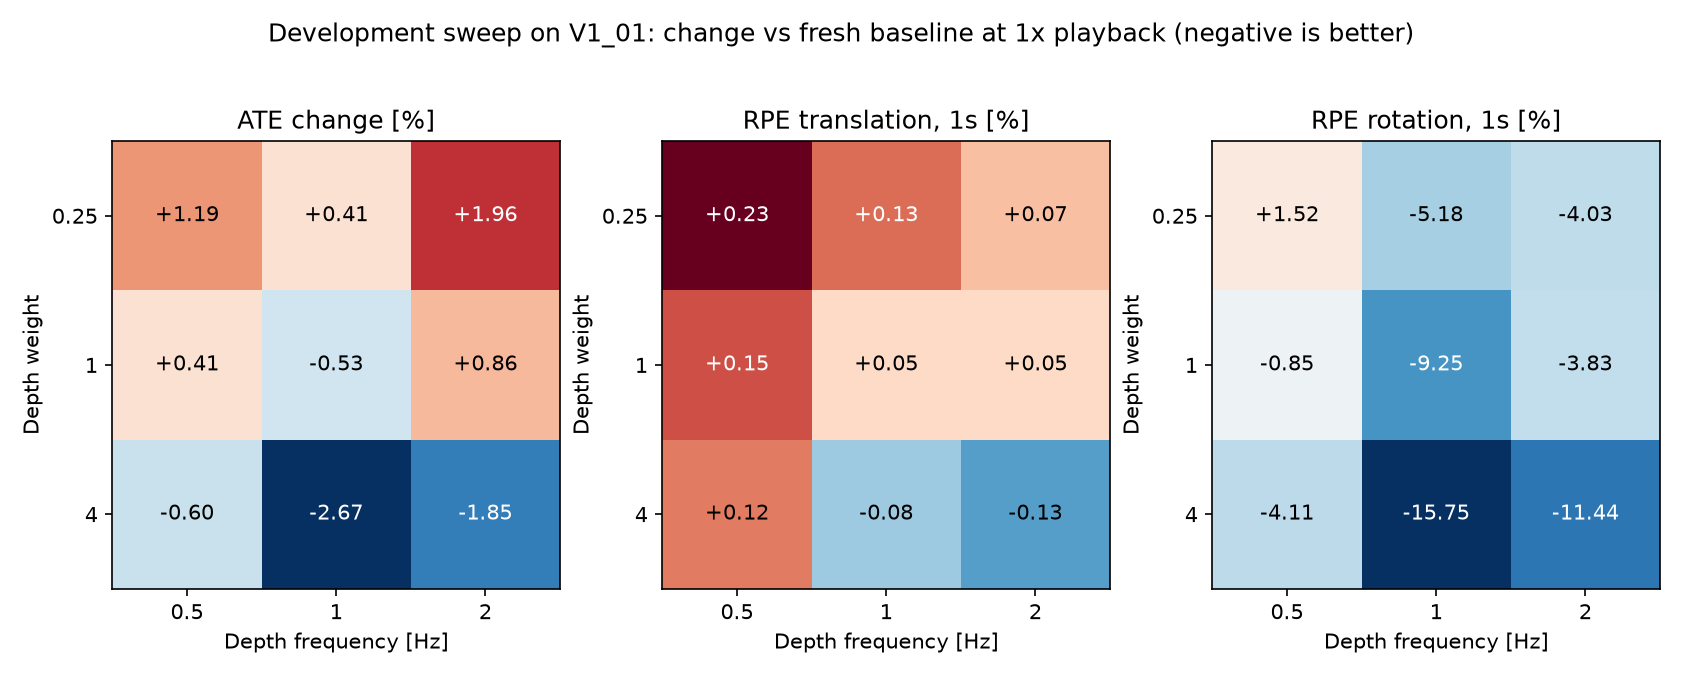 Development sweep on V1_01: change vs fresh baseline at 1x playback (negative is better)
ATE change [%]
Depth weight
0.25
1
4
+1.19 +0.41 +1.96
+0.41 -0.53 +0.86
-0.60 -2.67 -1.85
0.5 1 2
Depth frequency [Hz]
RPE translation, 1s [%]
Depth weight
0.25
1
4
+0.23 +0.13 +0.07
+0.15 +0.05 +0.05
+0.12 -0.08 -0.13
0.5 1 2
Depth frequency [Hz]
RPE rotation, 1s [%]
Depth weight
0.25
1
4
+1.52 -5.18 -4.03
-0.85 -9.25 -3.83
-4.11 -15.75 -11.44
0.5 1 2
Depth frequency [Hz]